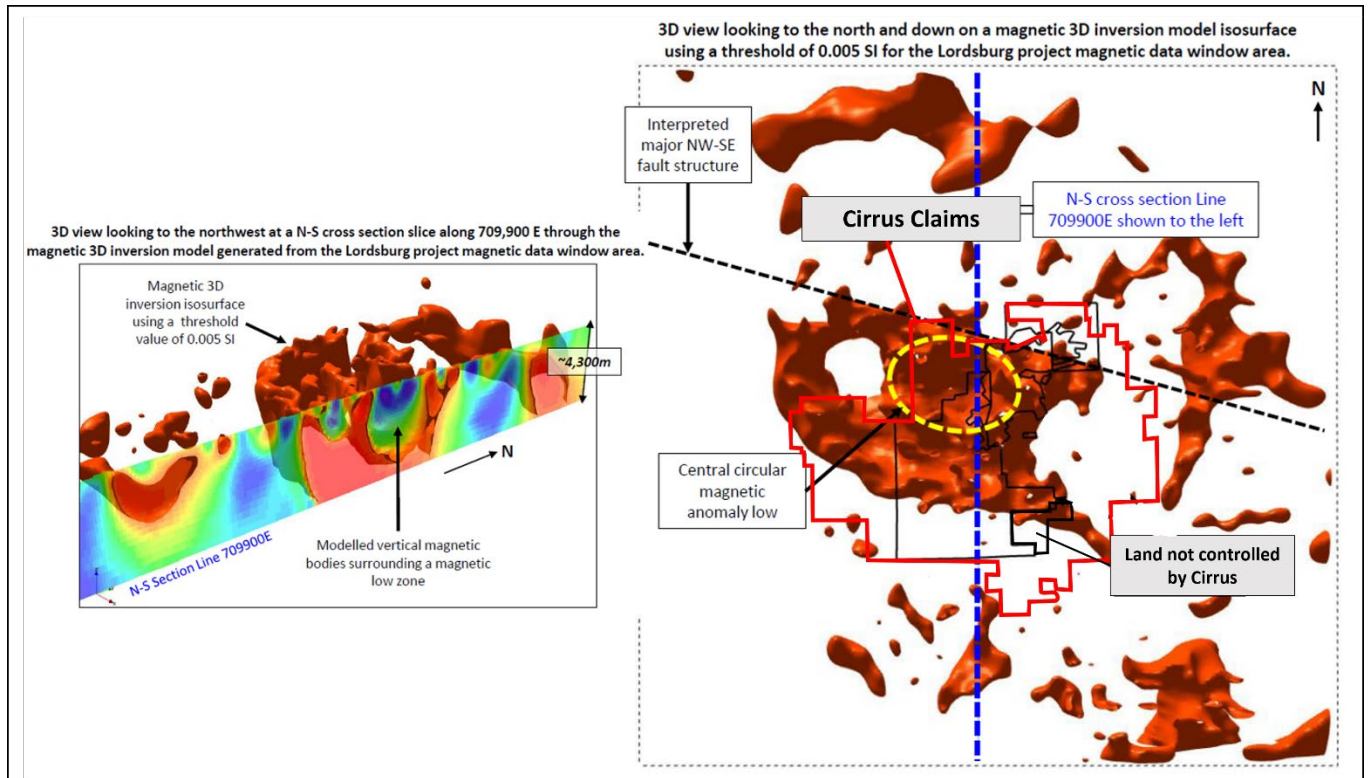 3D view looking to the north and down on a magnetic 3D inversion model isosurface
using a threshold of 0.005 SI for the Lordsburg project magnetic data window area.
N
Interpreted
major NW-SE
fault structure
Cirrus Claims
N-S cross section Line
709900E shown to the left
3D view looking to the northwest at a N-S cross section slice along 709,900 E through the
magnetic 3D inversion model generated from the Lordsburg project magnetic data window area.
Magnetic 3D
inversion isosurface
using a threshold
value of 0.005 SI
~4,300m
N
Modelled vertical magnetic
bodies surrounding a magnetic
low zone
N-S Section Line 709900E
Central circular
magnetic
anomaly low
Land not controlled
by Cirrus